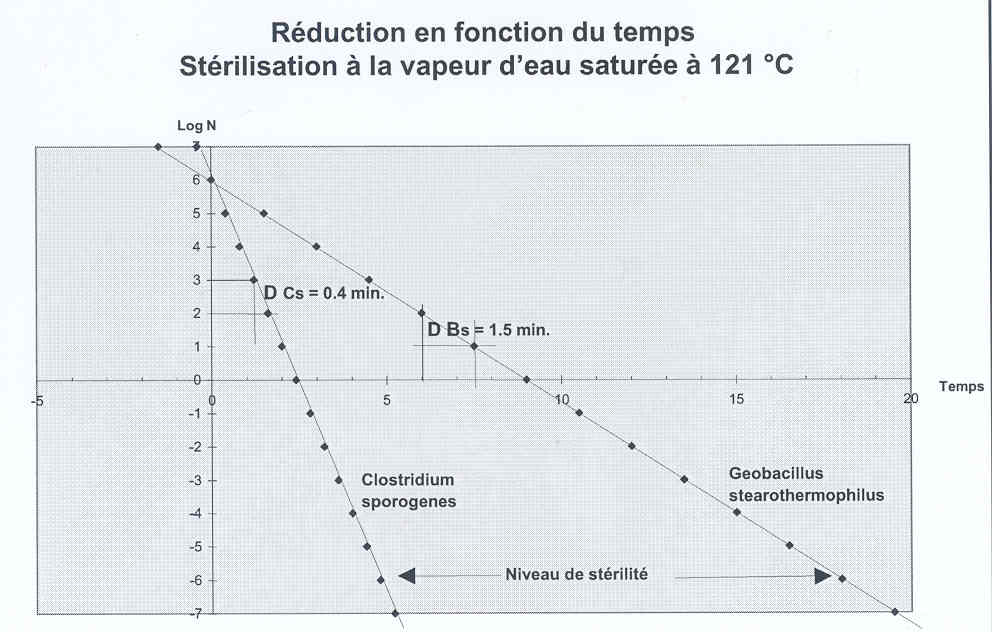 Réduction en fonction du temps
Stérilisation à la vapeur d’eau saturée à 121 °C
Log N
7
6
5
4
3
D Cs = 0.4 min.
2
D Bs = 1.5 min.
1
0
Temps
-5 0 5 10 15 20
-1
-2
-3
Clostridium
sporogenes
Geobacillus
stearothermophilus
-4
-5
Niveau de stérilité
-6
-7